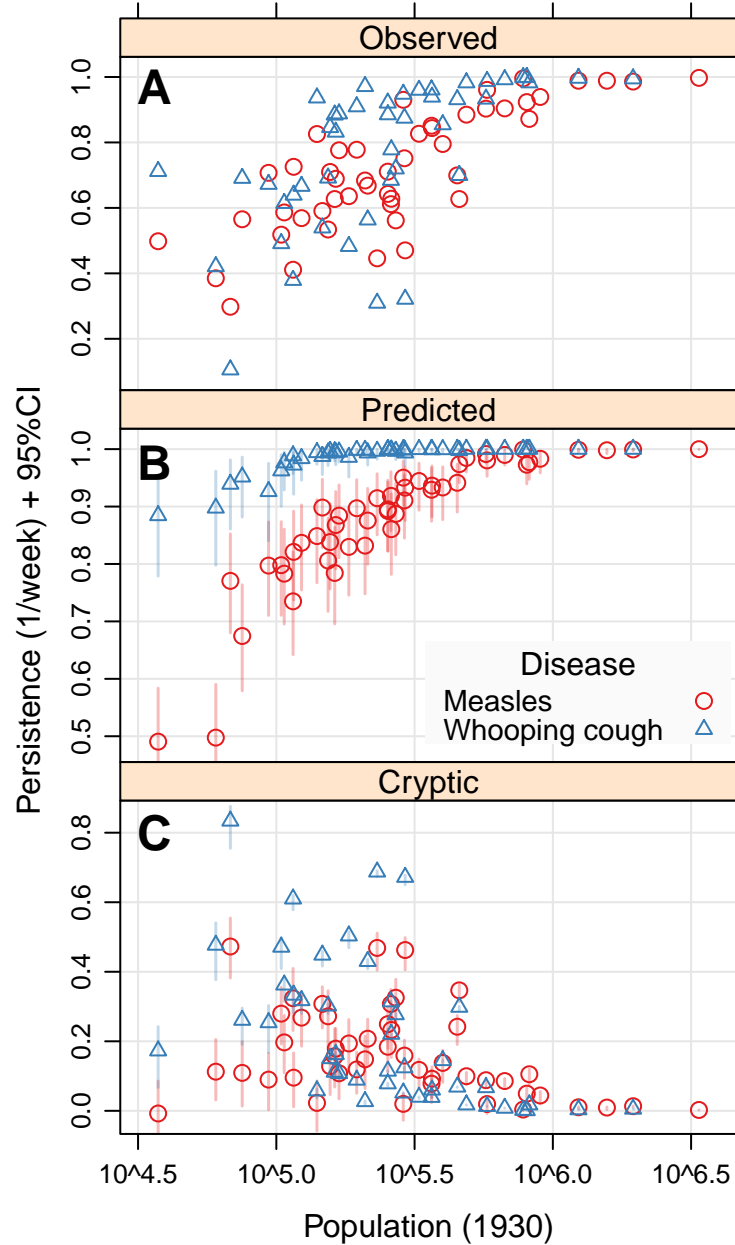 Observed
A
1.0
0.8
0.6
0.4
0.2
Predicted
B
1.0
0.9
0.8
0.7
0.6
0.5
Disease
Measles
Whooping cough
Cryptic
C
0.8
0.6
0.4
0.2
0.0
Persistence (1/week) + 95%CI
10^4.5 10^5.0 10^5.5 10^6.0 10^6.5
Population (1930)